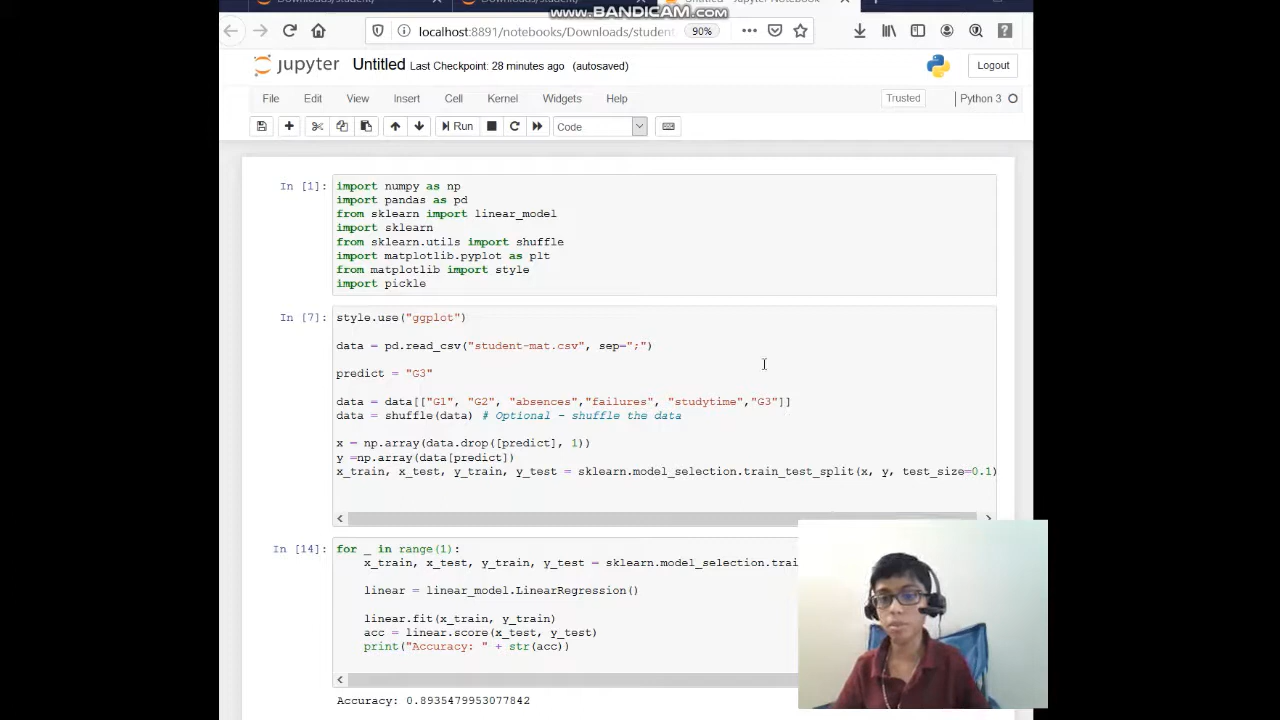 www.BANDICAM.com
localhost:8891/notebooks/Downloads/student
90%
jupyter Untitled Last Checkpoint: 28 minutes ago (autosaved)
Logout
File Edit View Insert Cell Kernel Widgets Help
Trusted
Python 3
Run
Code
In [1]:
import numpy as np
import pandas as pd
from sklearn import linear_model
import sklearn
from sklearn.utils import shuffle
import matplotlib.pyplot as plt
from matplotlib import style
import pickle
In [7]:
style.use("ggplot")
data = pd.read_csv("student-mat.csv", sep=";")
predict = "G3"
data = data[["G1", "G2", "absences","failures", "studytime","G3"]]
data = shuffle(data) # Optional - shuffle the data
x = np.array(data.drop([predict], 1))
y =np.array(data[predict])
x_train, x_test, y_train, y_test = sklearn.model_selection.train_test_split(x, y, test_size=0.1)
In [14]:
for _ in range(1):
x_train, x_test, y_train, y_test = sklearn.model_selection.trai
linear = linear_model.LinearRegression()
linear.fit(x_train, y_train)
acc = linear.score(x_test, y_test)
print("Accuracy: " + str(acc))
Accuracy: 0.8935479953077842